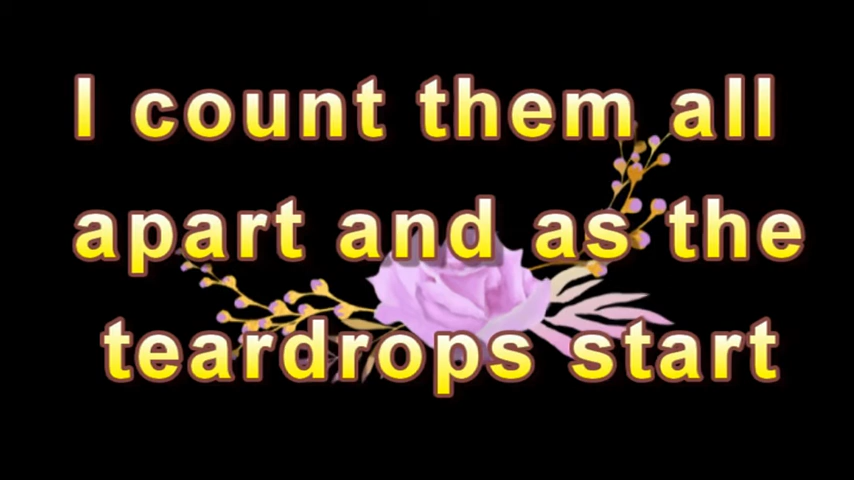 I count them all
apart and as the
teardrops start